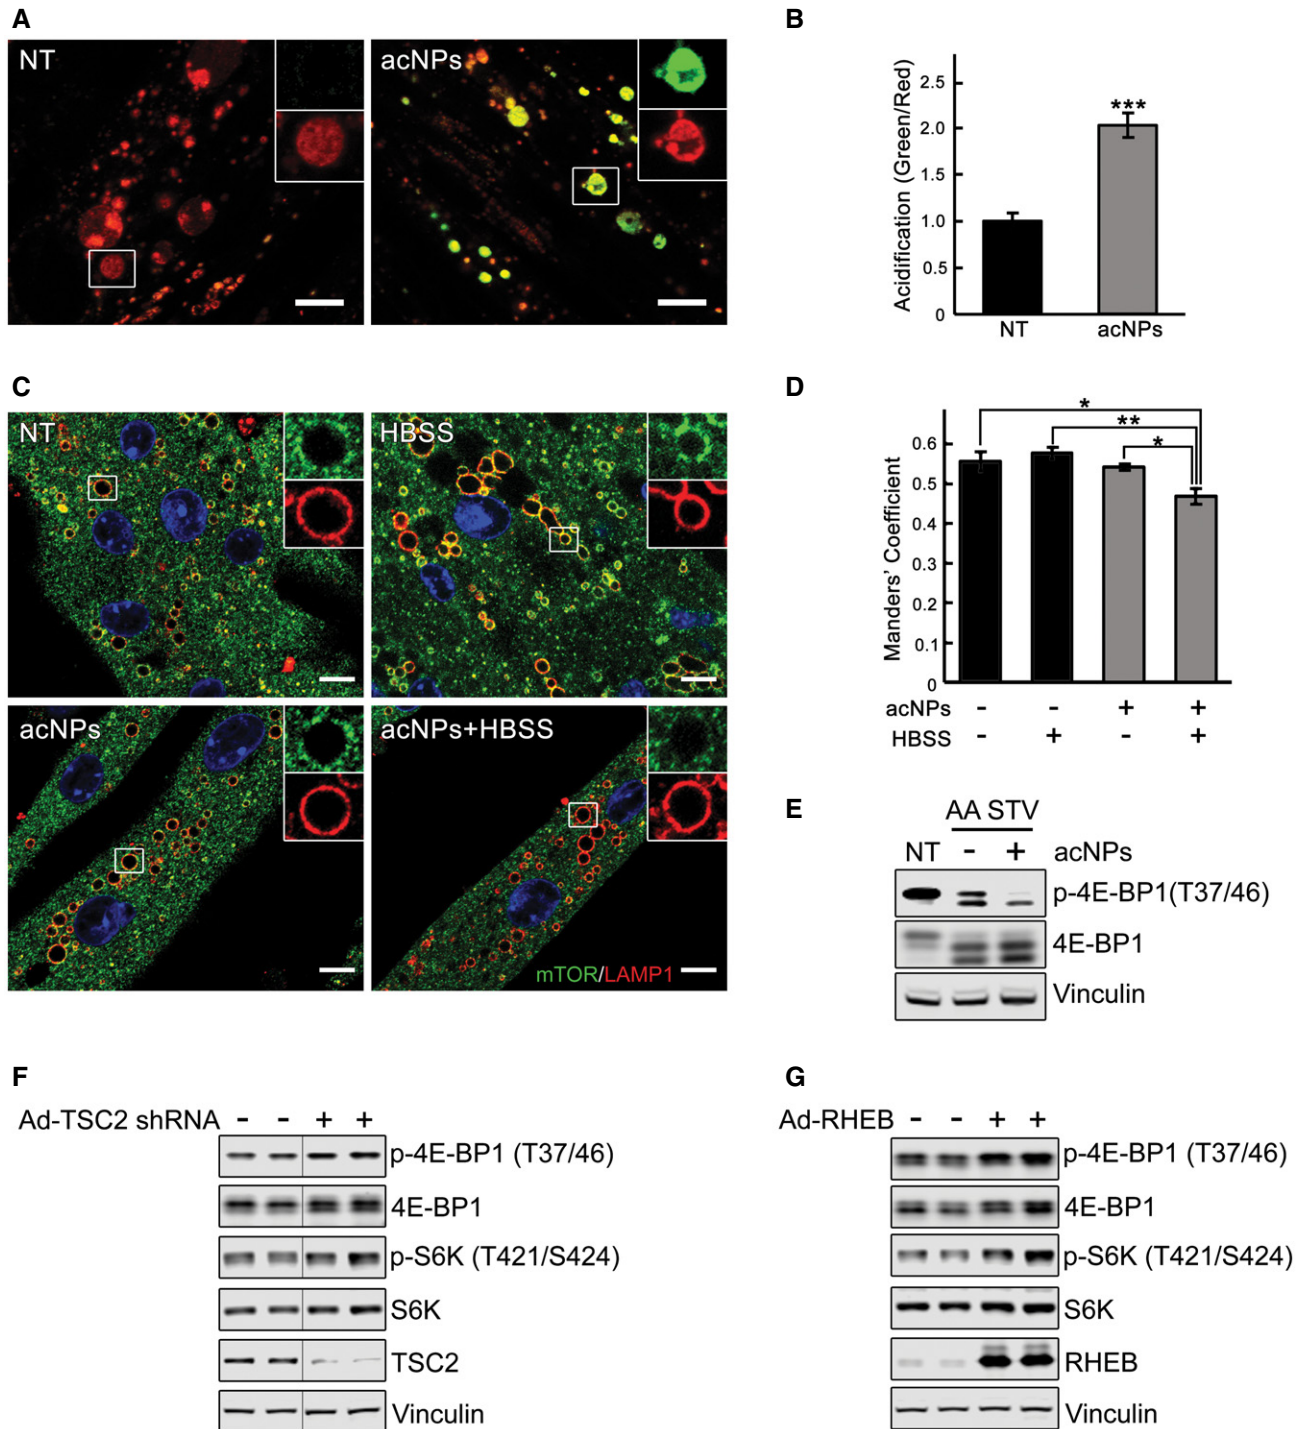 A
NT
acNPs
B
Acidification (Green/Red)
2.5
2.0
1.5
1.0
0.5
0
***
NT
acNPs
C
NT
HBSS
acNPs
acNPs+HBSS
mTOR/LAMP1
D
Manders' Coefficient
0.6
0.5
0.4
0.3
0.2
0.1
0
*
**
*
acNPs - - + +
HBSS - + - +
E
AA STV
NT - + acNPs
p-4E-BP1(T37/46)
4E-BP1
Vinculin
F
Ad-TSC2 shRNA - - + +
p-4E-BP1 (T37/46)
4E-BP1
p-S6K (T421/S424)
S6K
TSC2
Vinculin
G
Ad-RHEB - - + +
p-4E-BP1 (T37/46)
4E-BP1
p-S6K (T421/S424)
S6K
RHEB
Vinculin